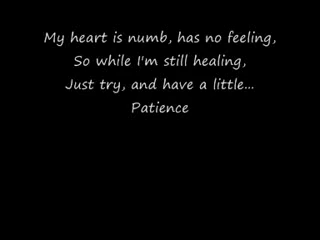 My heart is numb, has no feeling,
So while I'm still healing,
Just try, and have a little...
Patience